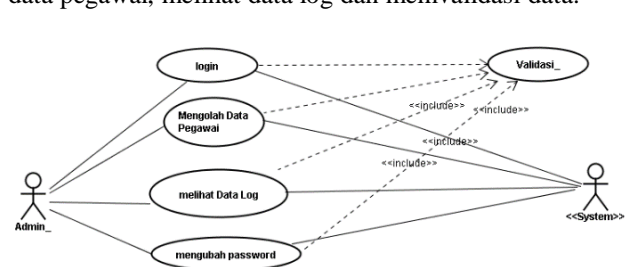 data pegawai, melihat data log dan memvalidasi data.
login
Validasi_
Mengolah Data
Pegawai
<<include>>
<<include>>
<<include>>
<<include>>
melihat Data Log
Admin_
<<System>>
mengubah password